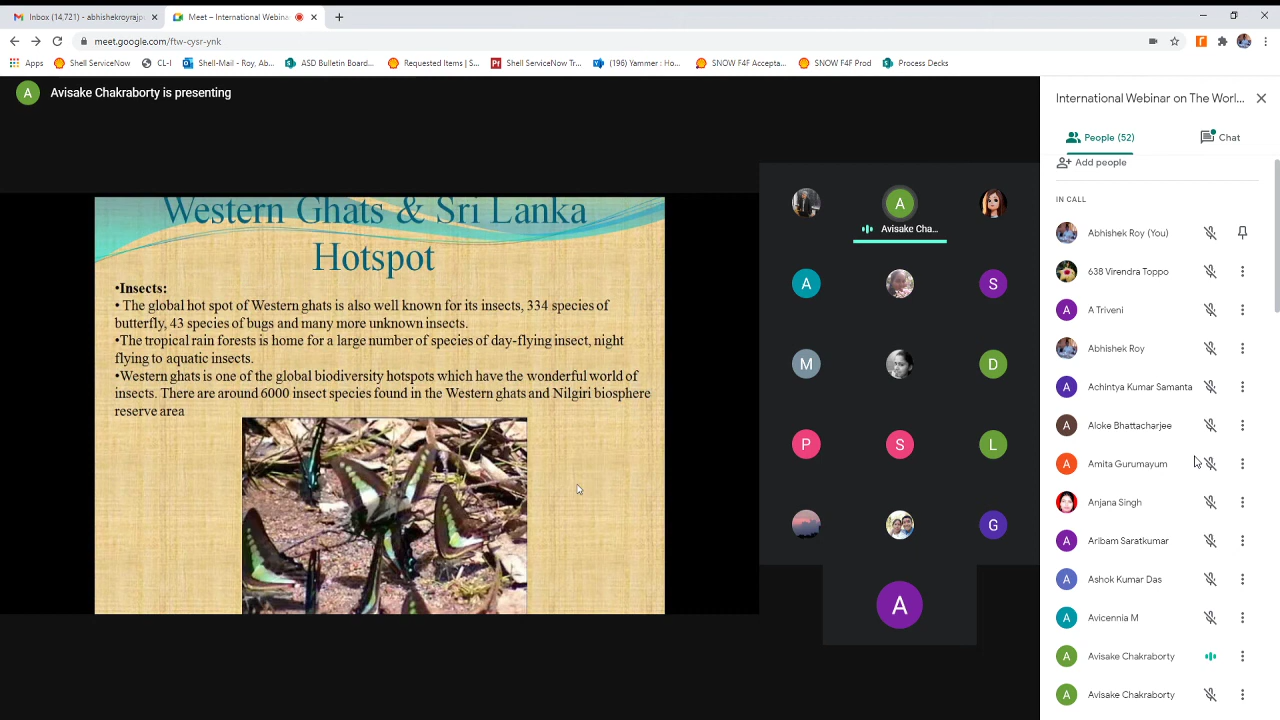 Inbox (14,721) - abhishekroyrajp
Meet – International Webina
meet.google.com/ftw-cysr-ynk
Apps
Shell ServiceNow
CL-I
Shell-Mail - Roy, Ab...
ASD Bulletin Board...
Requested Items | S...
Shell ServiceNow Tr...
(196) Yammer : Ho...
SNOW F4F Accepta...
SNOW F4F Prod
Process Decks
A
Avisake Chakraborty is presenting
Western Ghats & Sri Lanka
Hotspot
•Insects:
• The global hot spot of Western ghats is also well known for its insects, 334 species of
butterfly, 43 species of bugs and many more unknown insects.
•The tropical rain forests is home for a large number of species of day-flying insect, night
flying to aquatic insects.
•Western ghats is one of the global biodiversity hotspots which have the wonderful world of
insects. There are around 6000 insect species found in the Western ghats and Nilgiri biosphere
reserve area
A
Avisake Cha...
A
S
M
D
P
S
L
G
A
International Webinar on The Worl...
People (52)
Chat
Add people
IN CALL
Abhishek Roy (You)
638 Virendra Toppo
A
A Triveni
Abhishek Roy
A
Achintya Kumar Samanta
A
Aloke Bhattacharjee
A
Amita Gurumayum
Anjana Singh
A
Aribam Saratkumar
A
Ashok Kumar Das
A
Avicennia M
A
Avisake Chakraborty
A
Avisake Chakraborty